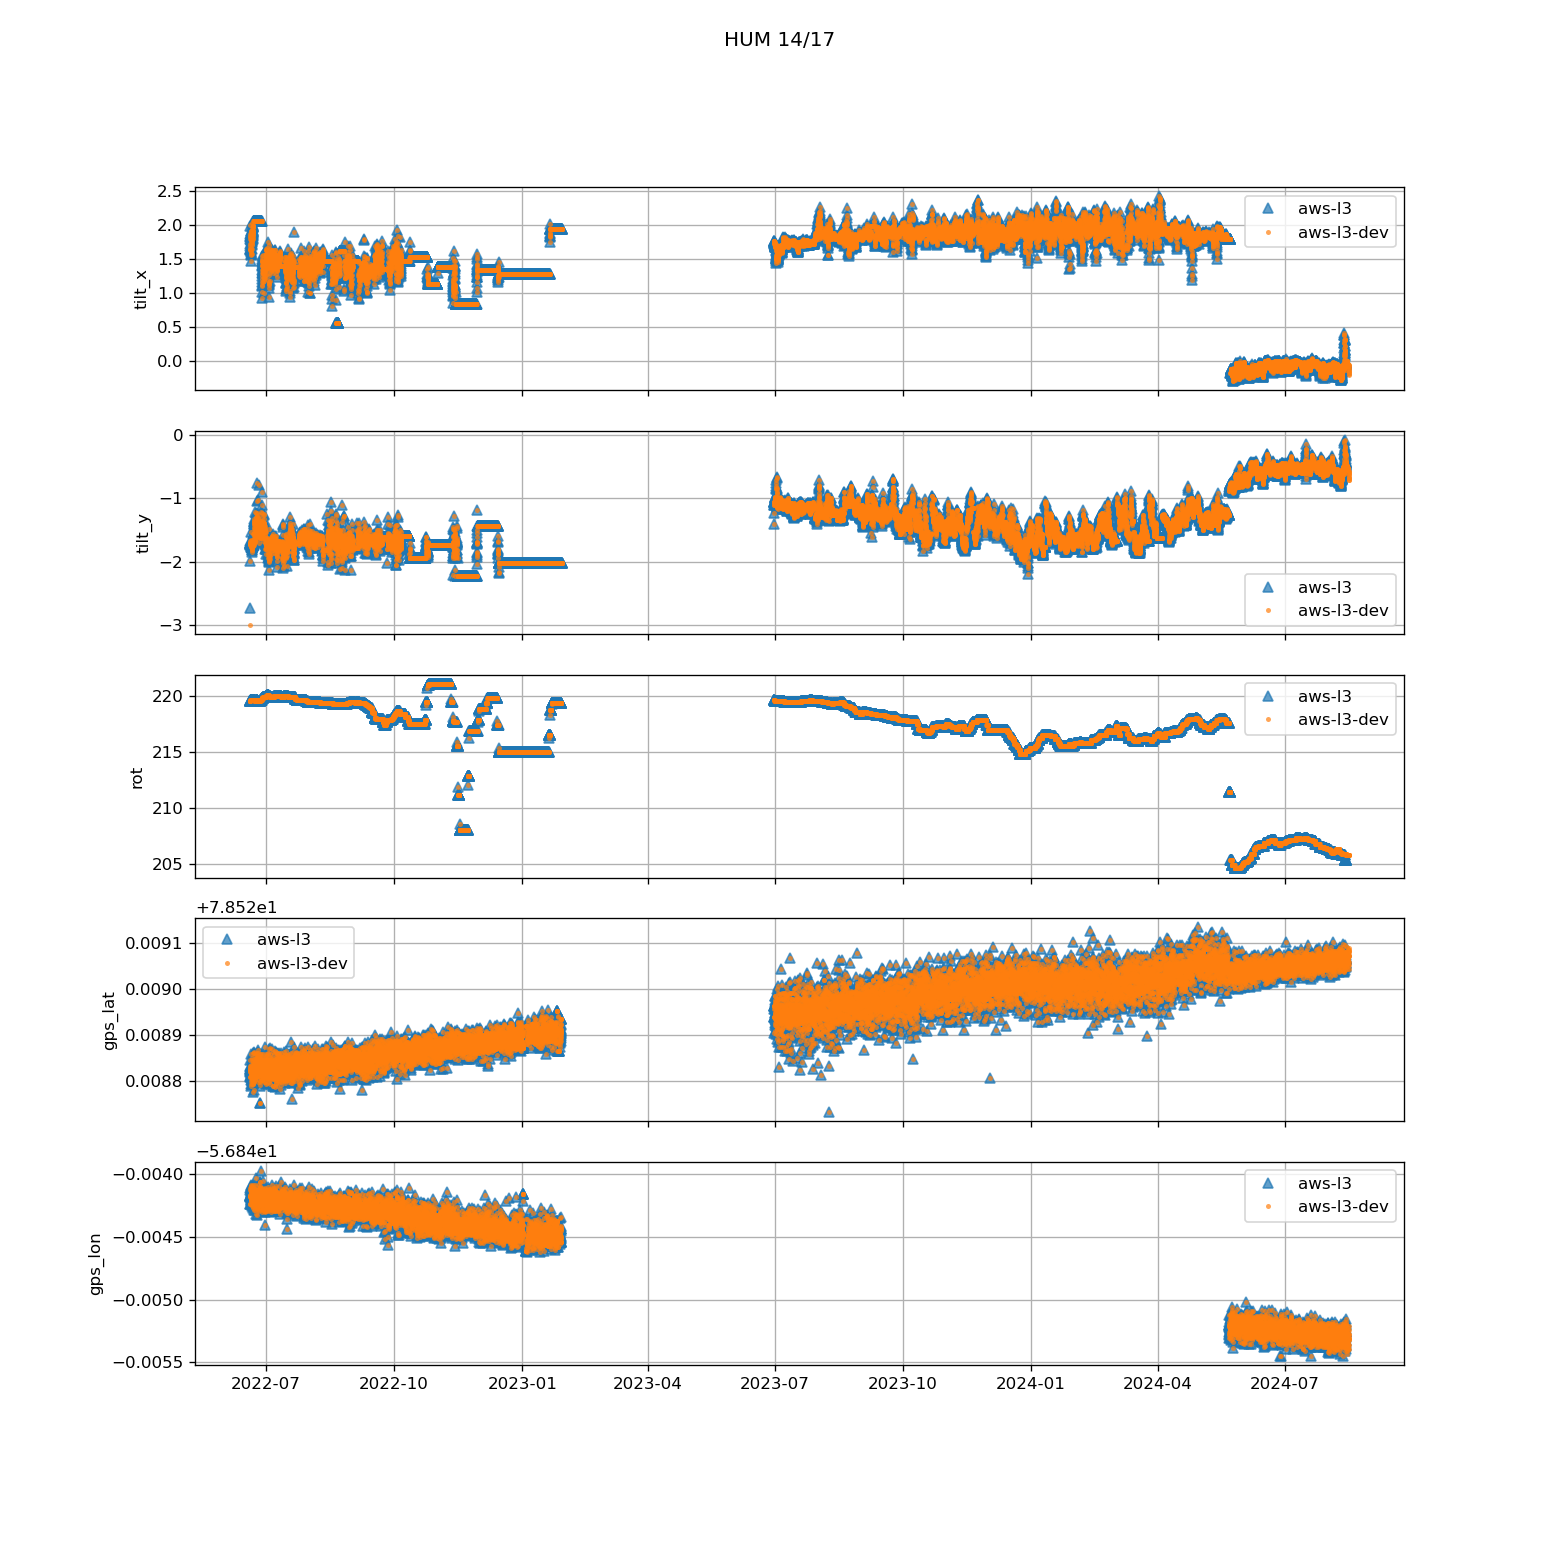 HUM 14/17
2.5
2.0
1.5
1.0
0.5
0.0
tilt_x
aws-l3
aws-l3-dev
0
−1
−2
−3
tilt_y
aws-l3
aws-l3-dev
220
215
210
205
rot
aws-l3
aws-l3-dev
+7.852e1
0.0091
0.0090
0.0089
0.0088
gps_lat
aws-l3
aws-l3-dev
−5.684e1
−0.0040
−0.0045
−0.0050
−0.0055
gps_lon
aws-l3
aws-l3-dev
2022-07 2022-10 2023-01 2023-04 2023-07 2023-10 2024-01 2024-04 2024-07